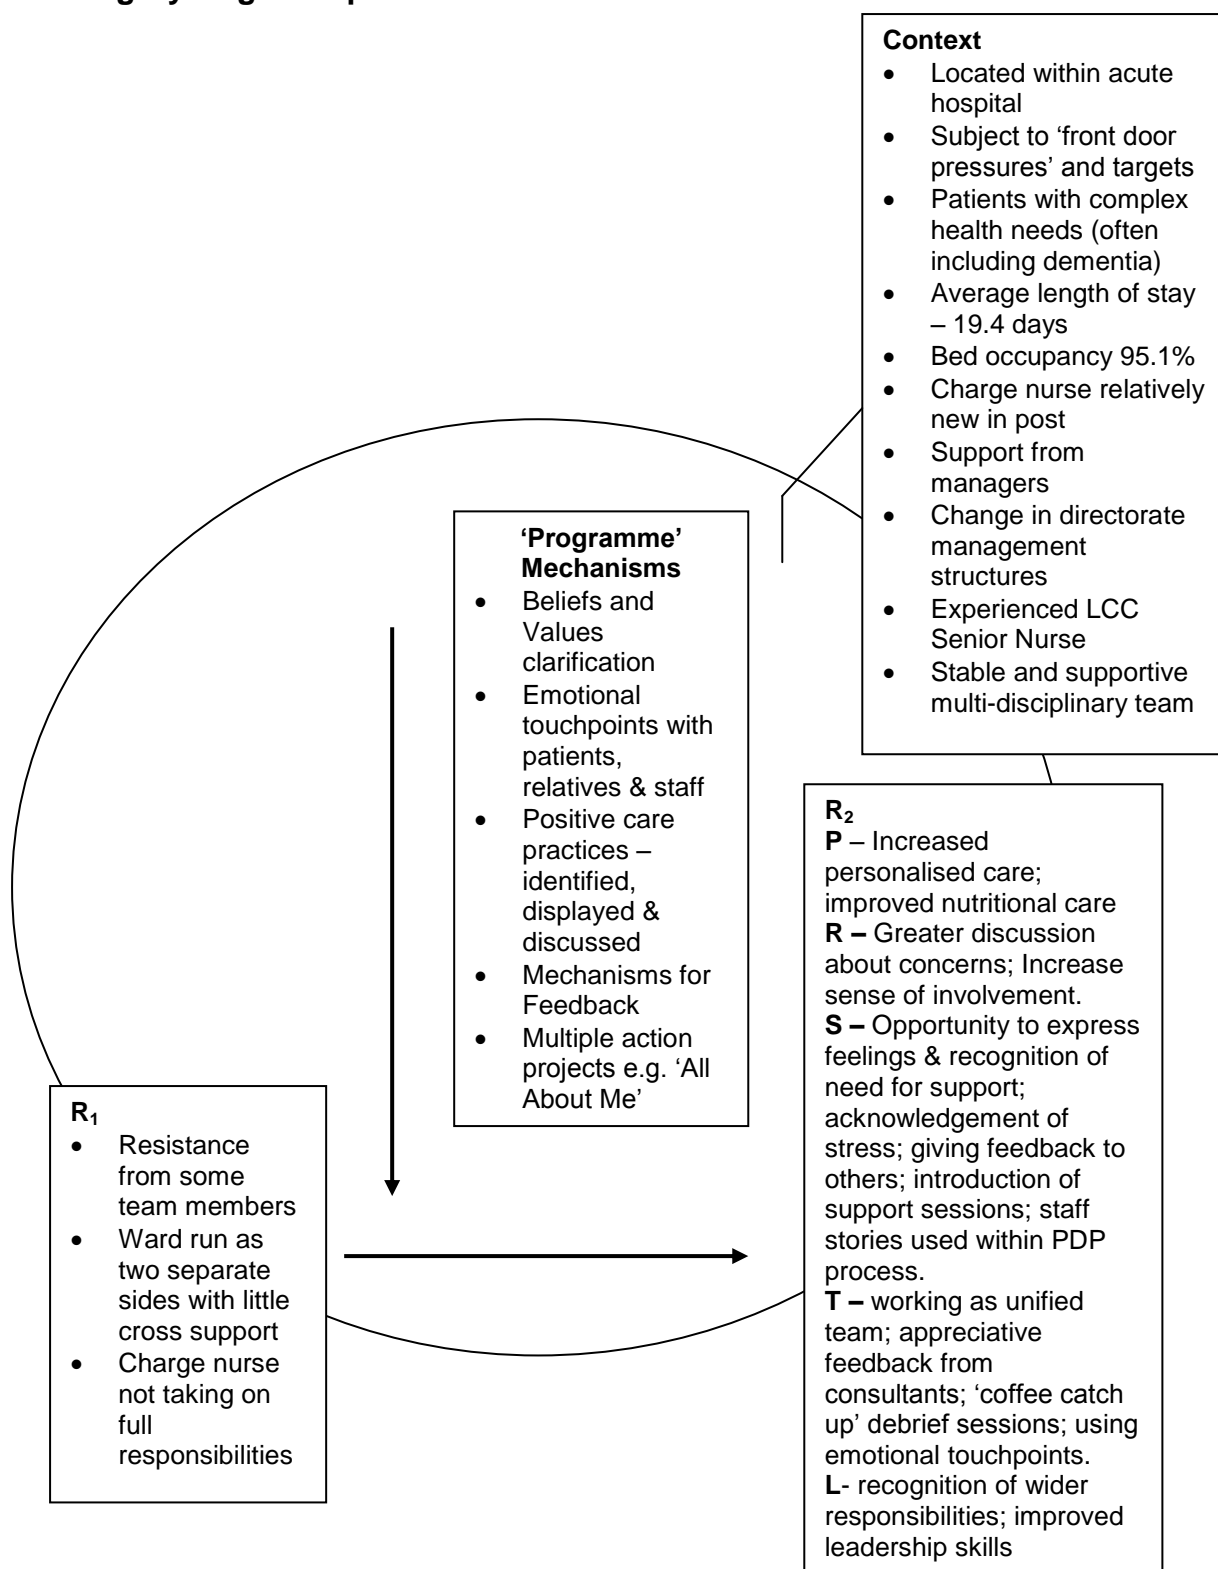 Context
• Located within acute
hospital
• Subject to ‘front door
pressures’ and targets
• Patients with complex
health needs (often
including dementia)
• Average length of stay
– 19.4 days
• Bed occupancy 95.1%
• Charge nurse relatively
new in post
• Support from
managers
• Change in directorate
management
structures
• Experienced LCC
Senior Nurse
• Stable and supportive
multi-disciplinary team
‘Programme’
Mechanisms
• Beliefs and
Values
clarification
• Emotional
touchpoints with
patients,
relatives & staff
• Positive care
practices –
identified,
displayed &
discussed
• Mechanisms for
Feedback
• Multiple action
projects e.g. ‘All
About Me’
R1
• Resistance
from some
team members
• Ward run as
two separate
sides with little
cross support
• Charge nurse
not taking on
full
responsibilities
R2
P – Increased
personalised care;
improved nutritional care
R – Greater discussion
about concerns; Increase
sense of involvement.
S – Opportunity to express
feelings & recognition of
need for support;
acknowledgement of
stress; giving feedback to
others; introduction of
support sessions; staff
stories used within PDP
process.
T – working as unified
team; appreciative
feedback from
consultants; ‘coffee catch
up’ debrief sessions; using
emotional touchpoints.
L- recognition of wider
responsibilities; improved
leadership skills